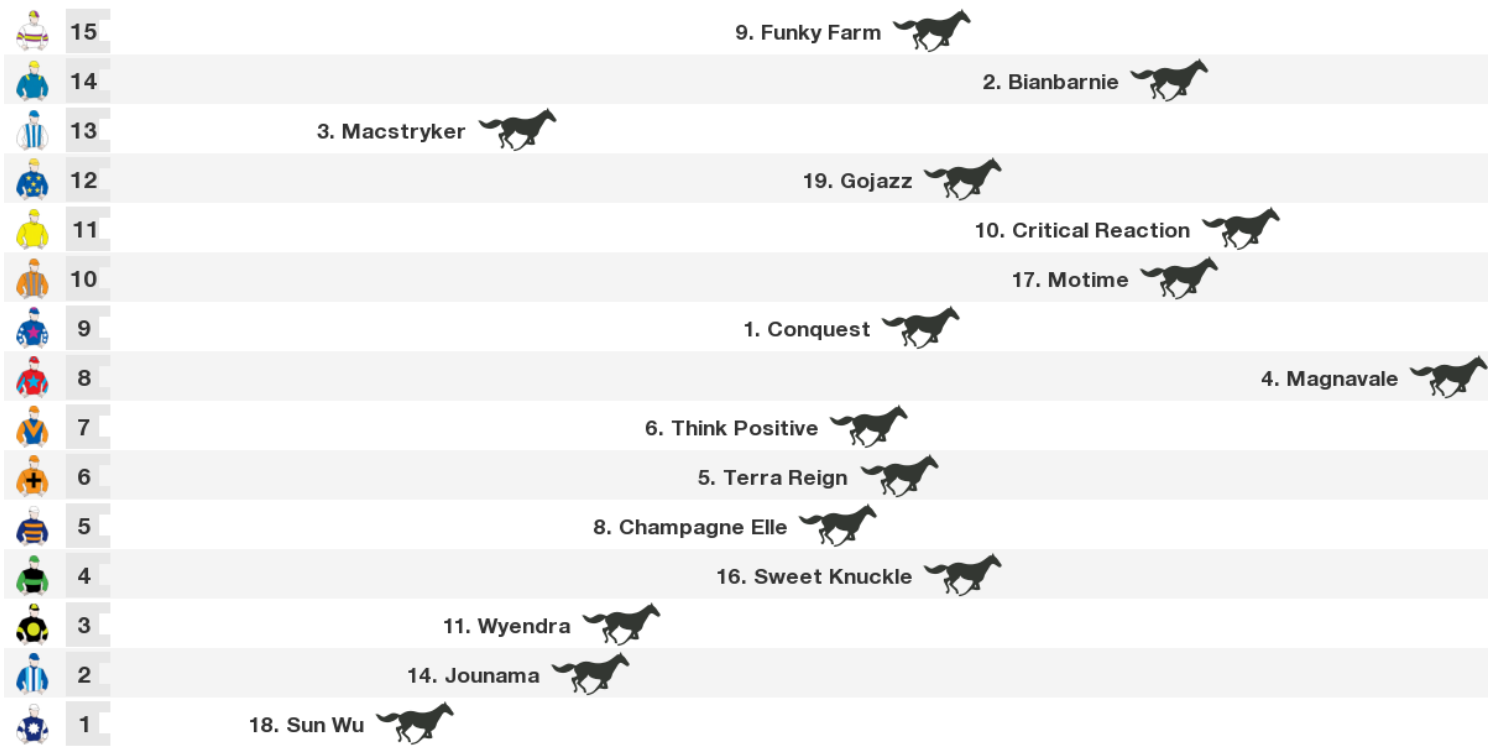 15 9. Funky Farm
14 2. Bianbarnie
13 3. Macstryker
12 19. Gojazz
11 10. Critical Reaction
10 17. Motime
9 1. Conquest
8 4. Magnavale
7 6. Think Positive
6 5. Terra Reign
5 8. Champagne Elle
4 16. Sweet Knuckle
3 11. Wyendra
2 14. Jounama
1 18. Sun Wu